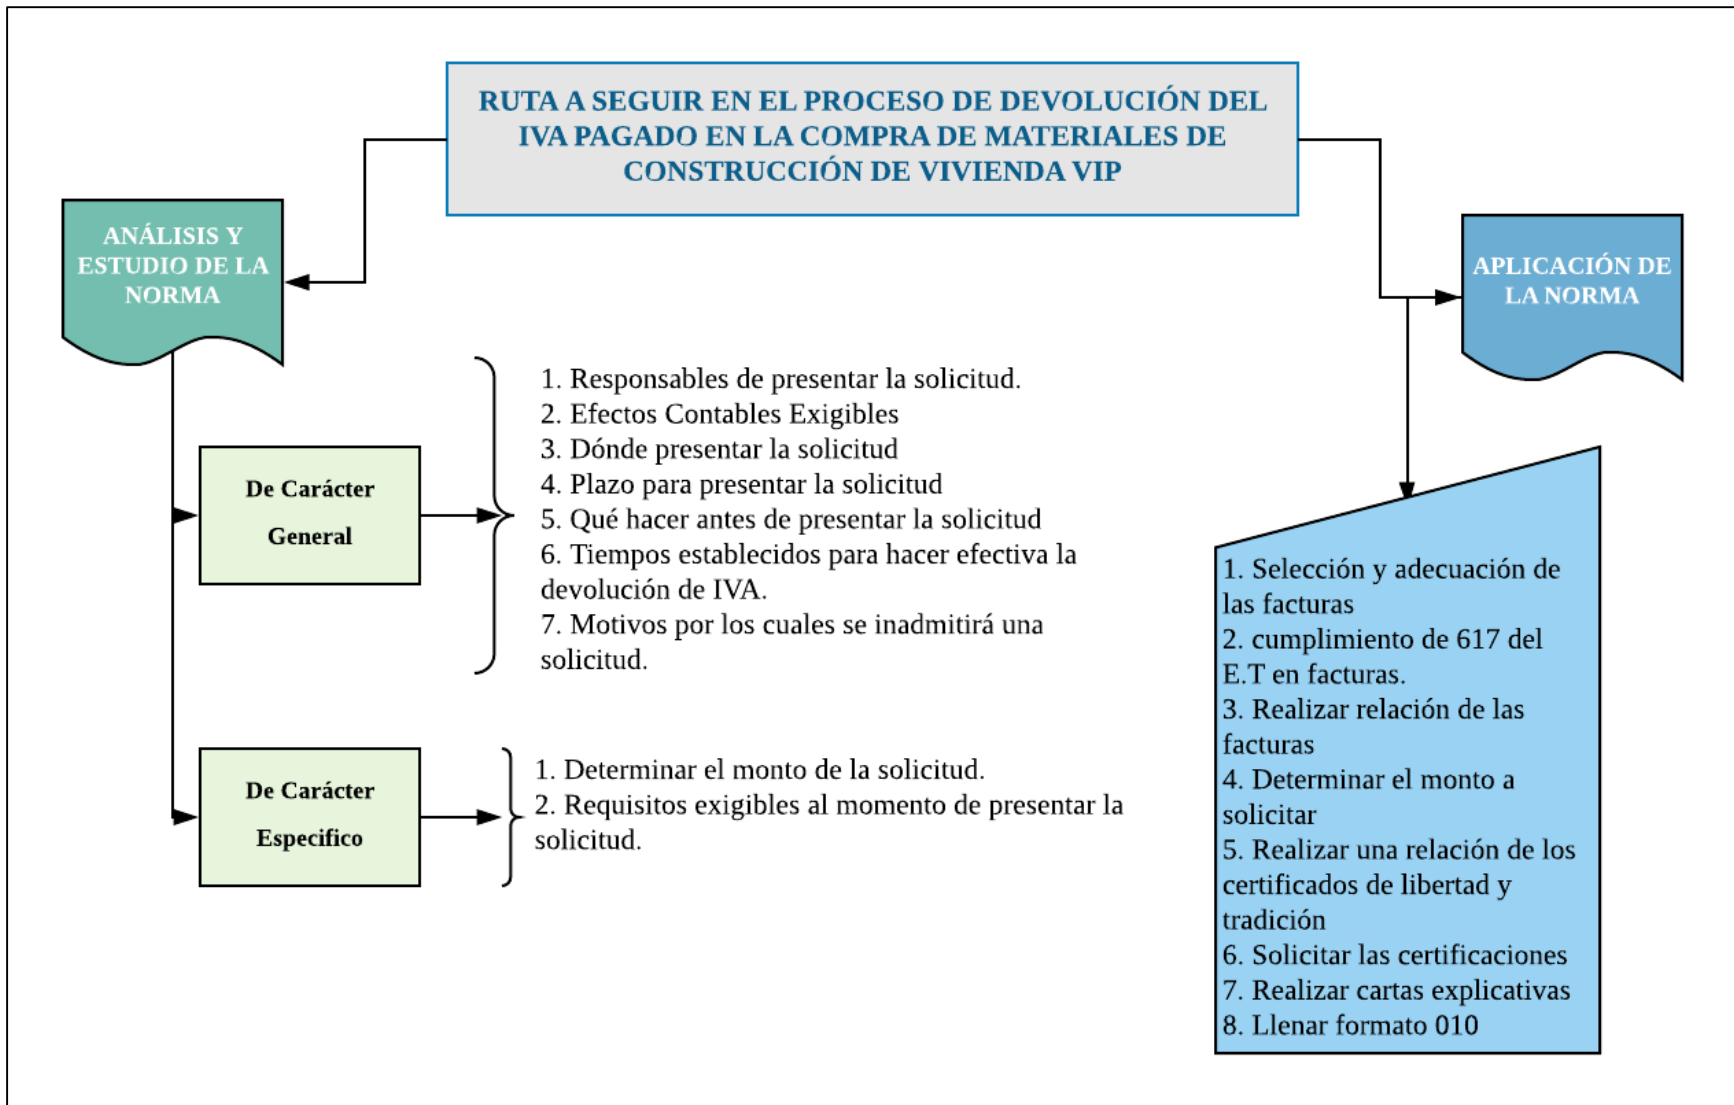 RUTA A SEGUIR EN EL PROCESO DE DEVOLUCIÓN DEL
IVA PAGADO EN LA COMPRA DE MATERIALES DE
CONSTRUCCIÓN DE VIVIENDA VIP
ANÁLISIS Y
ESTUDIO DE LA
NORMA
De Carácter
General
1. Responsables de presentar la solicitud.
2. Efectos Contables Exigibles
3. Dónde presentar la solicitud
4. Plazo para presentar la solicitud
5. Qué hacer antes de presentar la solicitud
6. Tiempos establecidos para hacer efectiva la
devolución de IVA.
7. Motivos por los cuales se inadmitirá una
solicitud.
De Carácter
Especifico
1. Determinar el monto de la solicitud.
2. Requisitos exigibles al momento de presentar la
solicitud.
APLICACIÓN DE
LA NORMA
1. Selección y adecuación de
las facturas
2. cumplimiento de 617 del
E.T en facturas.
3. Realizar relación de las
facturas
4. Determinar el monto a
solicitar
5. Realizar una relación de los
certificados de libertad y
tradición
6. Solicitar las certificaciones
7. Realizar cartas explicativas
8. Llenar formato 010